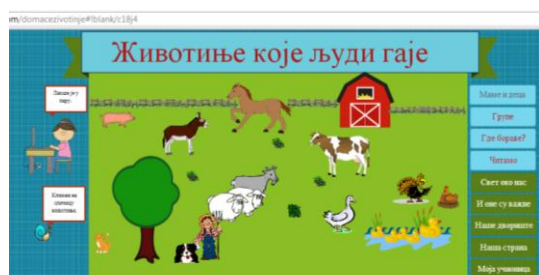 om/domacezivotinje#!blank/c18j4
Животиње које људи гаје
Маме и деца
Групе
Где бораве?
Читамо
Свет око нас
И оне су важне
Наше двориште
Наша страна
Моја учионица